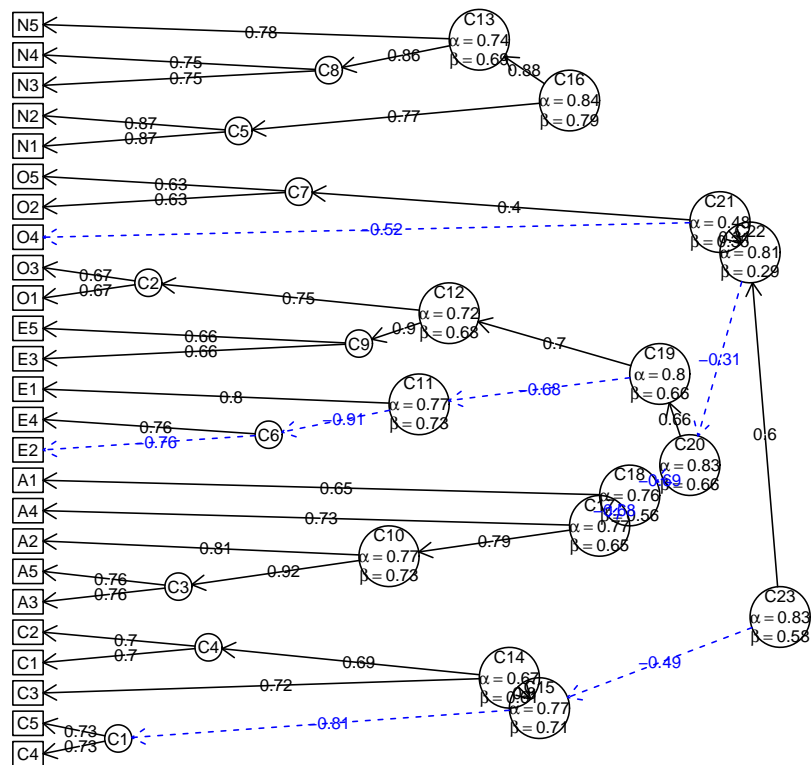 N5
0.78
C13
α = 0.74
β = 0.69
N4
0.75
C8
0.86
N3
0.75
0.88
C16
α = 0.84
β = 0.79
N2
0.87
C5
0.77
N1
0.87
O5
0.63
C7
0.4
O2
0.63
C21
α = 0.48
O4
−0.52
C22
α = 0.81
β = 0.29
O3
0.67
C2
0.75
O1
0.67
C12
α = 0.72
β = 0.68
E5
0.66
C9
0.9
E3
0.66
0.7
C19
α = 0.8
β = 0.66
−0.31
E1
0.8
C11
α = 0.77
β = 0.73
−0.68
E4
0.76
C6
−0.91
E2
−0.76
0.66
C20
α = 0.83
β = 0.66
0.6
A1
0.65
C18
α = 0.76
−0.69
A4
0.73
α = 0.77
β = 0.65
A2
0.81
C10
α = 0.77
β = 0.73
0.79
A5
0.76
C3
0.92
A3
0.76
C23
α = 0.83
β = 0.58
C2
0.7
C4
0.69
C1
0.7
C3
0.72
C14
α = 0.67
−0.49
C15
α = 0.77
β = 0.71
C5
0.73
C1
−0.81
C4
0.73